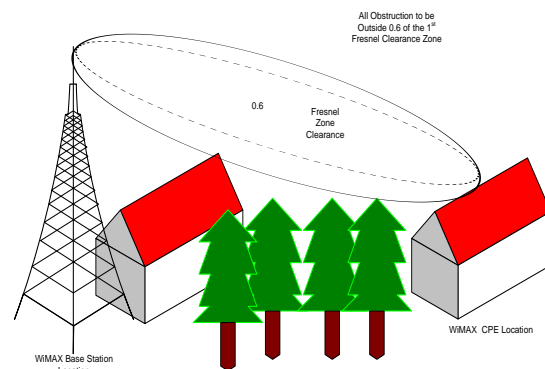 All Obstruction to be
Outside 0.6 of the 1st
Fresnel Clearance Zone
0.6
Fresnel
Zone
Clearance
WiMAX CPE Location
WiMAX Base Station
Location